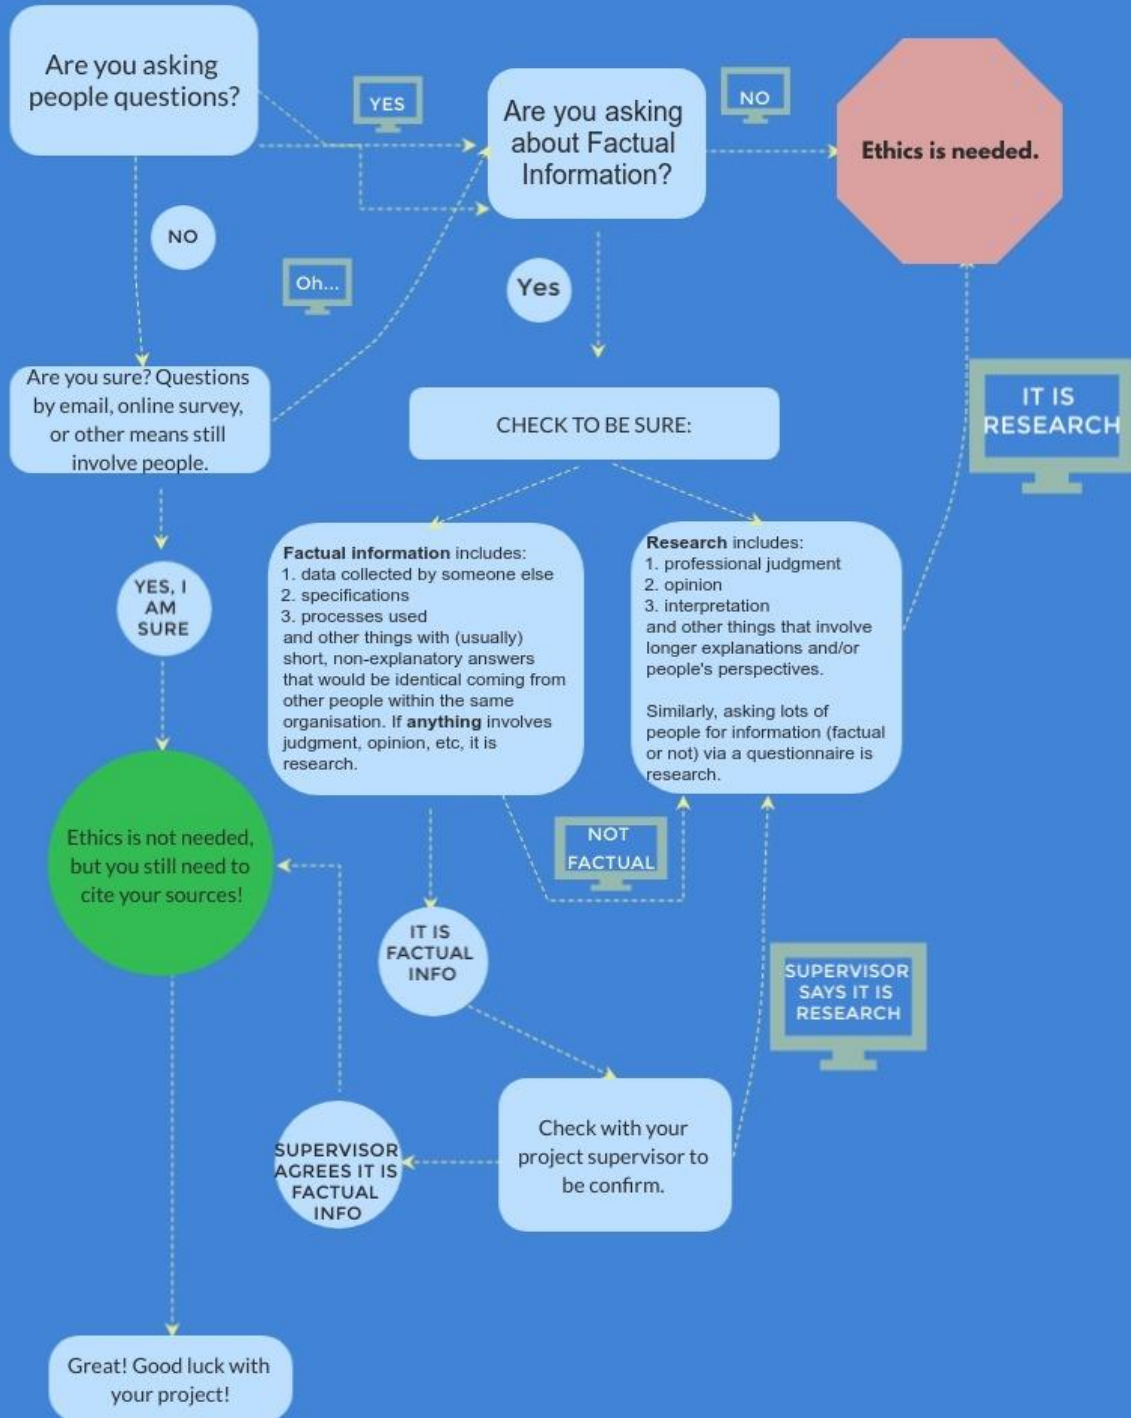 Are you asking
people questions?
YES
Are you asking
about Factual
Information?
NO
Ethics is needed.
NO
Oh...
Yes
Are you sure? Questions
by email, online survey,
or other means still
involve people.
CHECK TO BE SURE:
IT IS
RESEARCH
YES, I
AM
SURE
Factual information includes:
1. data collected by someone else
2. specifications
3. processes used
and other things with (usually)
short, non-explanatory answers
that would be identical coming from
other people within the same
organisation. If anything involves
judgment, opinion, etc, it is
research.
Research includes:
1. professional judgment
2. opinion
3. interpretation
and other things that involve
longer explanations and/or
people's perspectives.
Similarly, asking lots of
people for information (factual
or not) via a questionnaire is
research.
Ethics is not needed,
but you still need to
cite your sources!
NOT
FACTUAL
IT IS
FACTUAL
INFO
SUPERVISOR
SAYS IT IS
RESEARCH
Check with your
project supervisor to
be confirm.
SUPERVISOR
AGREES IT IS
FACTUAL
INFO
Great! Good luck with
your project!